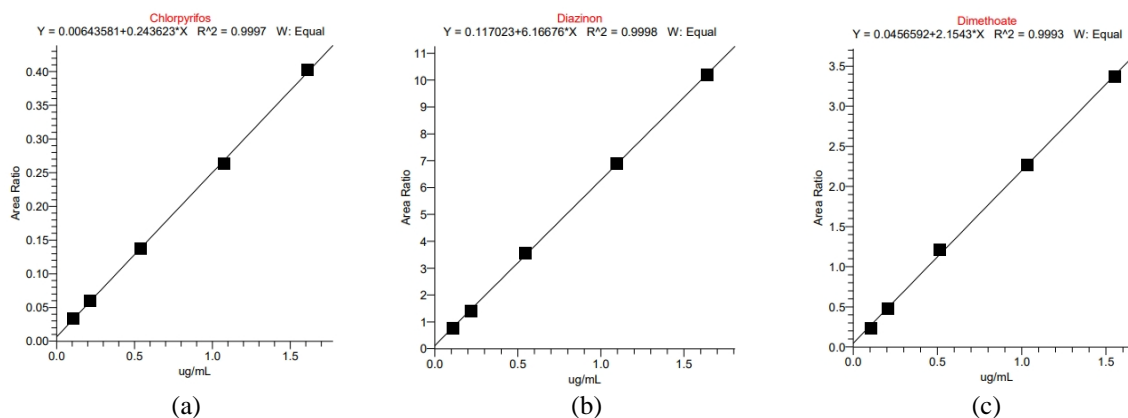 Chlorpyrifos
Y = 0.00643581+0.243623*X R^2 = 0.9997 W: Equal
0.40
0.35
0.30
0.25
0.20
0.15
0.10
0.05
0.00
Area Ratio
0.0 0.5 1.0 1.5
ug/mL
(a)
Diazinon
Y = 0.117023+6.16676*X R^2 = 0.9998 W: Equal
11
10
9
8
7
6
5
4
3
2
1
0
Area Ratio
0.0 0.5 1.0 1.5
ug/mL
(b)
Dimethoate
Y = 0.0456592+2.1543*X R^2 = 0.9993 W: Equal
3.5
3.0
2.5
2.0
1.5
1.0
0.5
0.0
Area Ratio
0.0 0.5 1.0 1.5
ug/mL
(c)